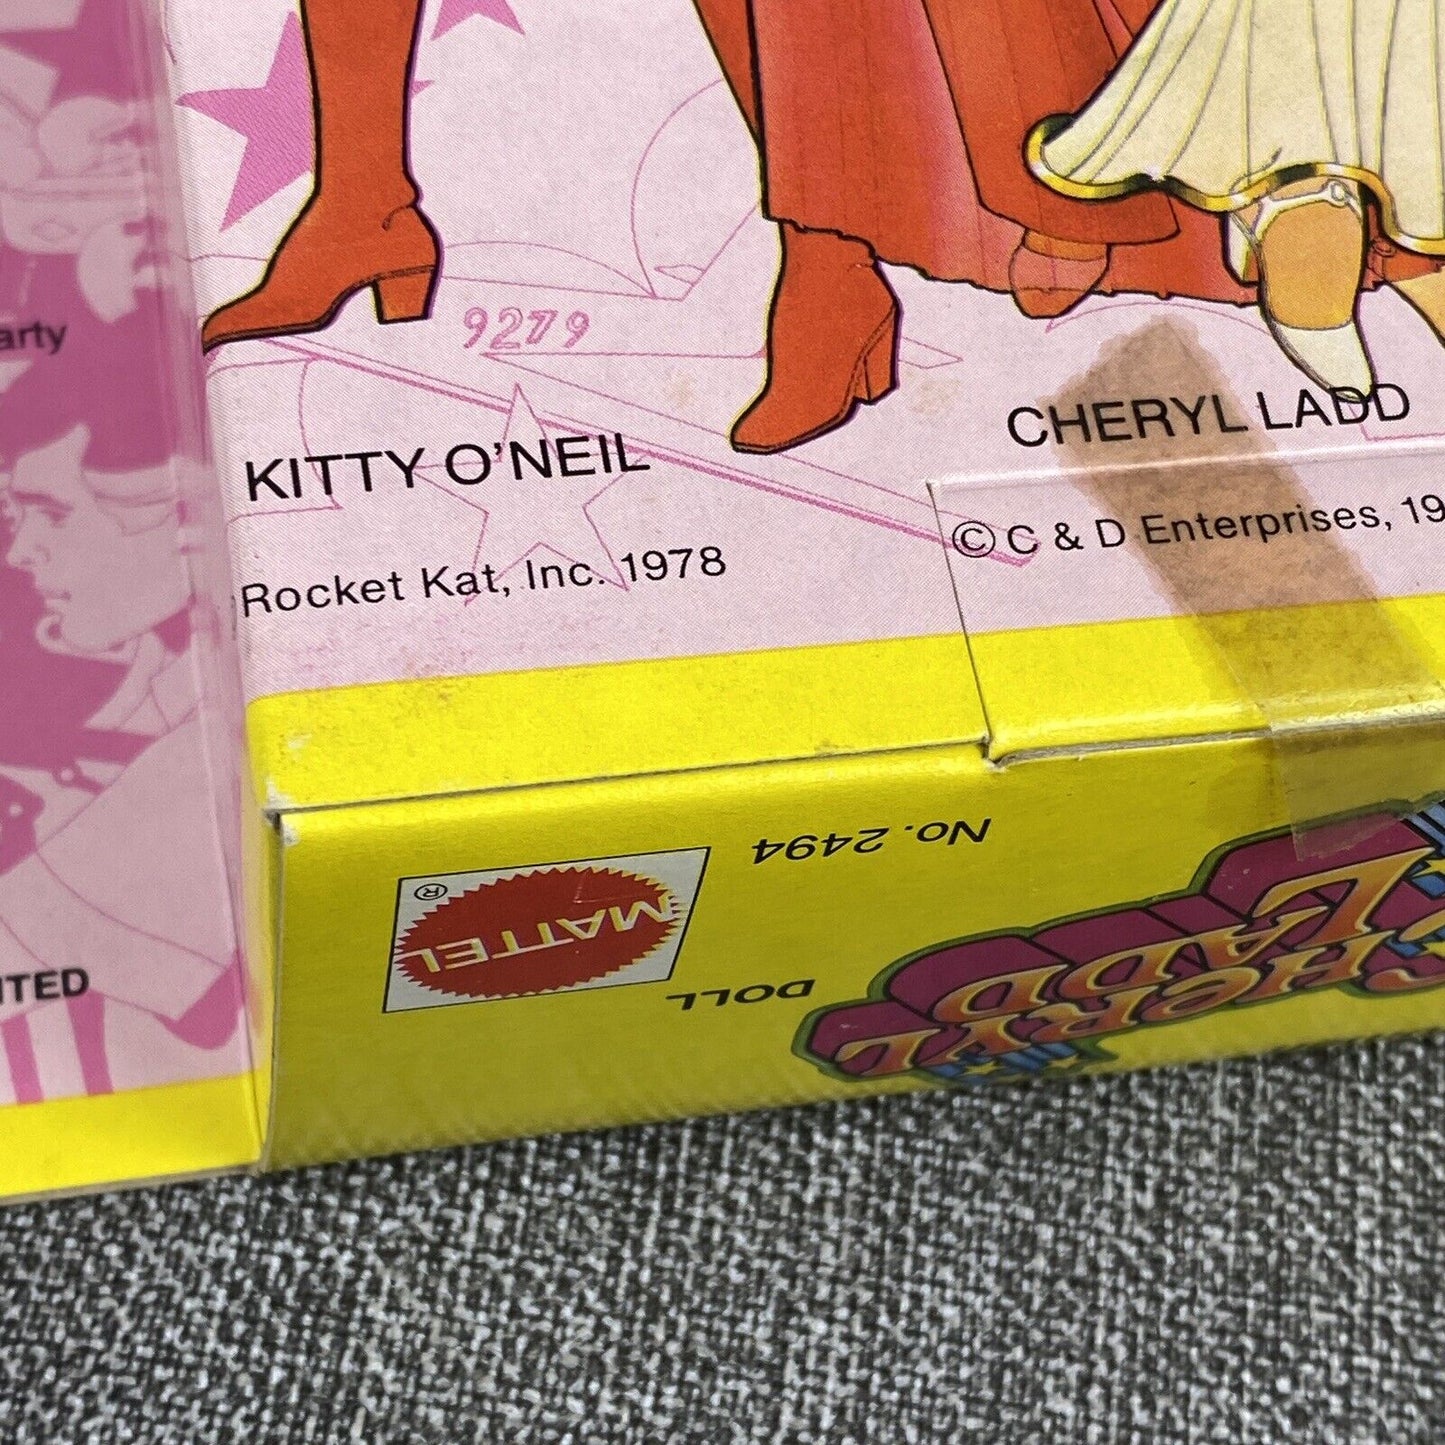 arty
9279
KITTY O'NEIL
Rocket Kat, Inc. 1978
CHERYL LADD
© C & D Enterprises, 19
ITED
No. 2494
MATTEL ®
DOLL
CHERYL
LADD